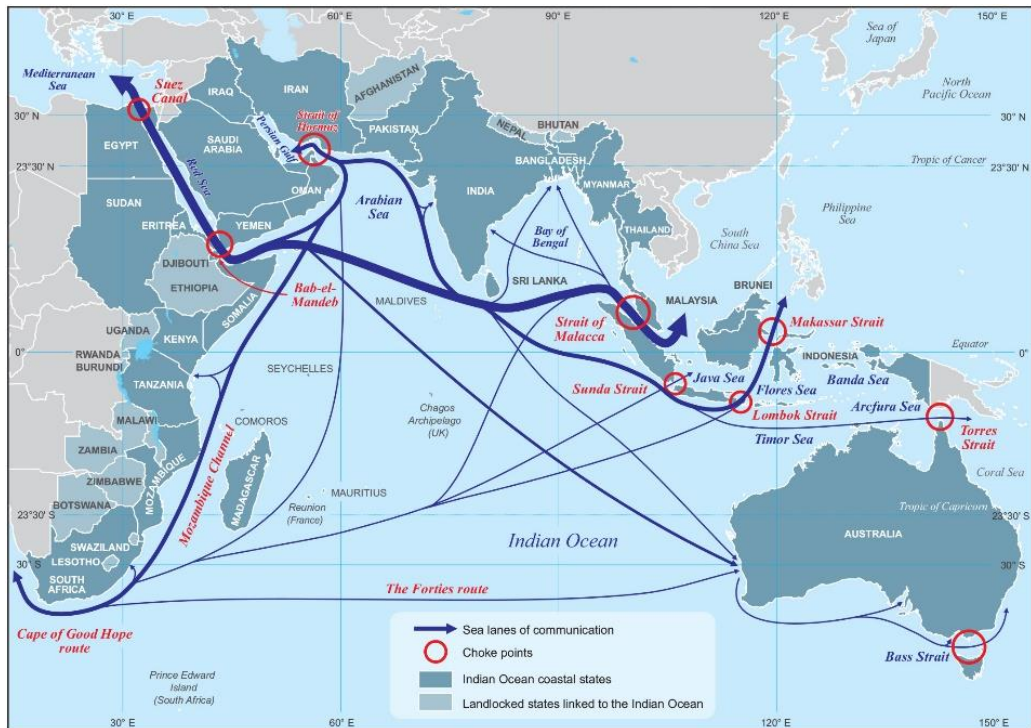 30° E
60° E
90° E
120° E
150° E
Sea of
Japan
Mediterranean
Sea
Suez
Canal
IRAQ
IRAN
AFGHANISTAN
North
Pacific Ocean
30° N
30° N
Strait of
Hormuz
PAKISTAN
NEPAL
BHUTAN
EGYPT
SAUDI
ARABIA
Persian Gulf
BANGLADESH
23°30' N
Tropic of Cancer
23°30' N
Red Sea
OMAN
INDIA
MYANMAR
SUDAN
Arabian
Sea
Philippine
Sea
ERITREA
YEMEN
Bay of
Bengal
THAILAND
South
China Sea
DJIBOUTI
ETHIOPIA
Bab-el-
Mandeb
SOMALIA
SRI LANKA
MALDIVES
MALAYSIA
BRUNEI
Strait of
Malacca
Makassar Strait
UGANDA
KENYA
Equator
0°
0°
RWANDA
BURUNDI
INDONESIA
TANZANIA
SEYCHELLES
Sunda Strait
Java Sea
Flores Sea
Banda Sea
Lombok Strait
Arcfura Sea
Torres
Strait
MALAWI
COMOROS
Chagos
Archipelago
(UK)
Timor Sea
ZAMBIA
Mozambique Channel
Coral Sea
ZIMBABWE
MOZAMBIQUE
MADAGASCAR
MAURITIUS
BOTSWANA
Reunion
(France)
23°30' S
Tropic of Capricorn
23°30' S
SWAZILAND
Indian Ocean
AUSTRALIA
LESOTHO
30° S
30° S
SOUTH
AFRICA
The Forties route
Cape of Good Hope
route
Sea lanes of communication
Choke points
Bass Strait
Prince Edward
Island
(South Africa)
Indian Ocean coastal states
Landlocked states linked to the Indian Ocean
30° E
60° E
120° E
150° E